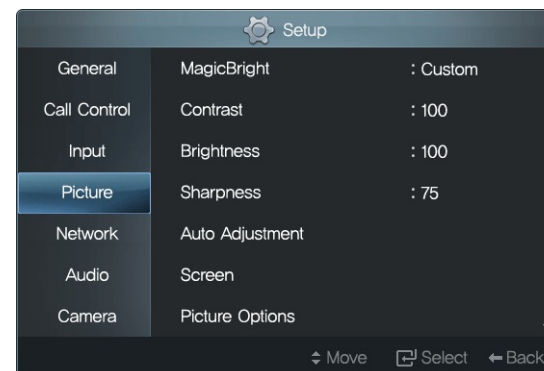 Setup
General MagicBright : Custom
Call Control Contrast : 100
Input Brightness : 100
Picture Sharpness : 75
Network Auto Adjustment
Audio Screen
Camera Picture Options
Move Select Back